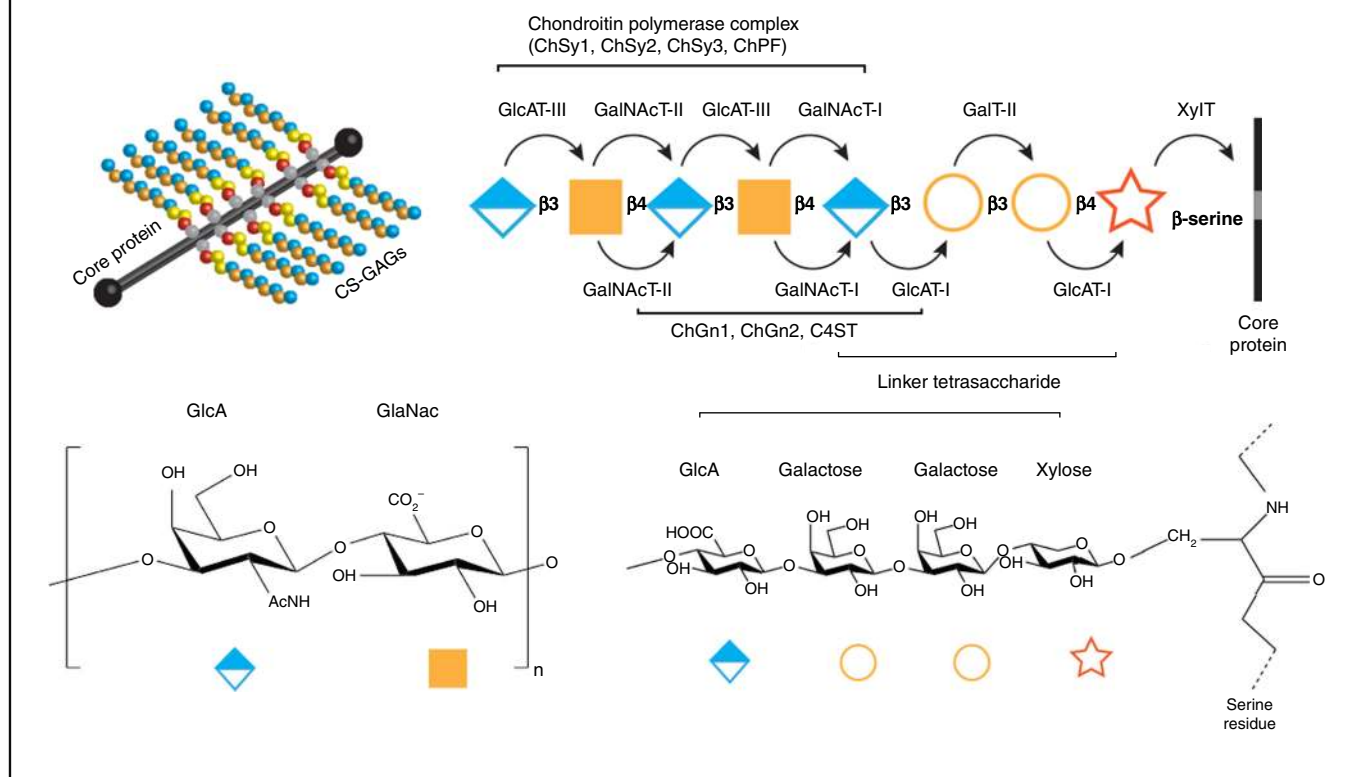 Chondroitin polymerase complex
(ChSy1, ChSy2, ChSy3, ChPF)
GlcAT-III GalNAcT-II GlcAT-III GalNAcT-I GalT-II XylT
β3 β4 β3 β4 β3 β3 β4 β-serine
Core protein
CS-GAGs
GalNAcT-II GalNAcT-I GlcAT-I GlcAT-I
ChGn1, ChGn2, C4ST
Core
protein
Linker tetrasaccharide
GlcA GlaNac
GlcA Galactose Galactose Xylose
OH OH
CO2−
O O
O O O
OH
AcNH
OH
n
HOOC OH OH OH OH
O O O O
O O O O O
OH OH
OH OH OH OH
CH2
NH
O
Serine
residue